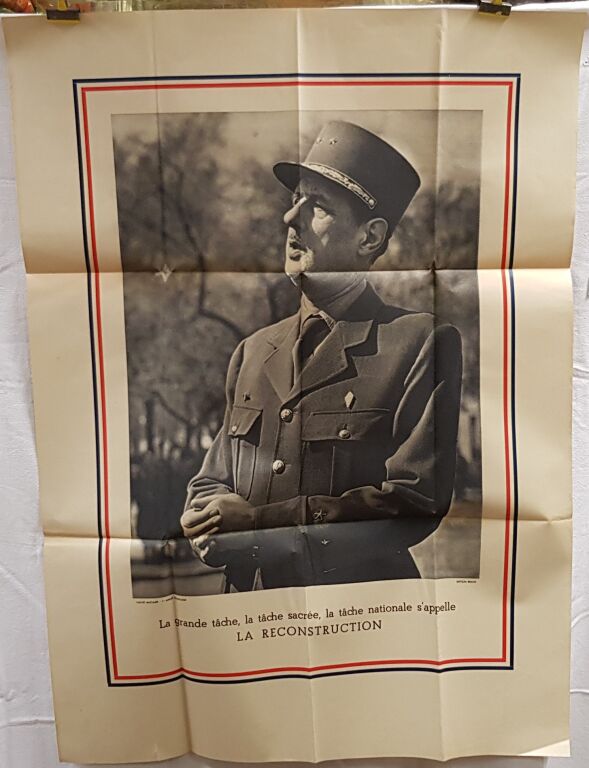 La grande tâche, la tâche sacrée, la tâche nationale s'appelle
LA RECONSTRUCTION